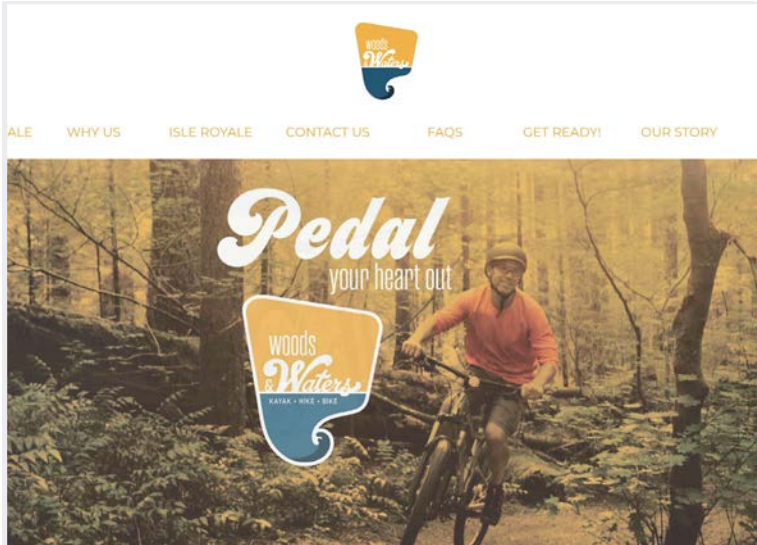 woods
& Waters
ALE WHY US ISLE ROYALE CONTACT US FAQS GET READY! OUR STORY
Pedal
your heart out
woods
& Waters
KAYAK • HIKE • BIKE